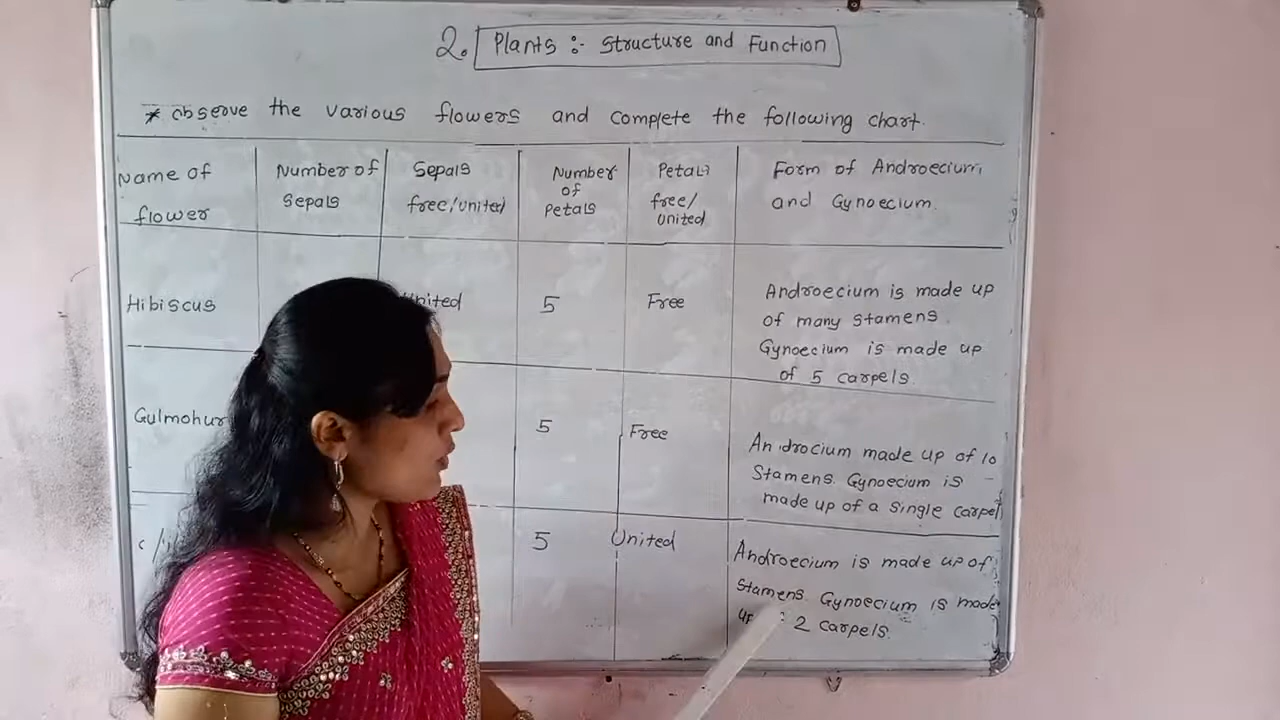 2. Plants :- Structure and Function
* Observe the various flowers and complete the following chart.
Name of flower
Number of Sepals
Sepals free/united
Number of Petals
Petals free/united
Form of Androecium and Gynoecium.
Hibiscus
United
5
Free
Androecium is made up
of many stamens.
Gynoecium is made up
of 5 carpels.
Gulmohur
5
Free
Androcium made up of 10
Stamens. Gynoecium is
made up of a single carpel
5
United
Androecium is made up of
Stamens. Gynoecium is made
up 2 carpels.